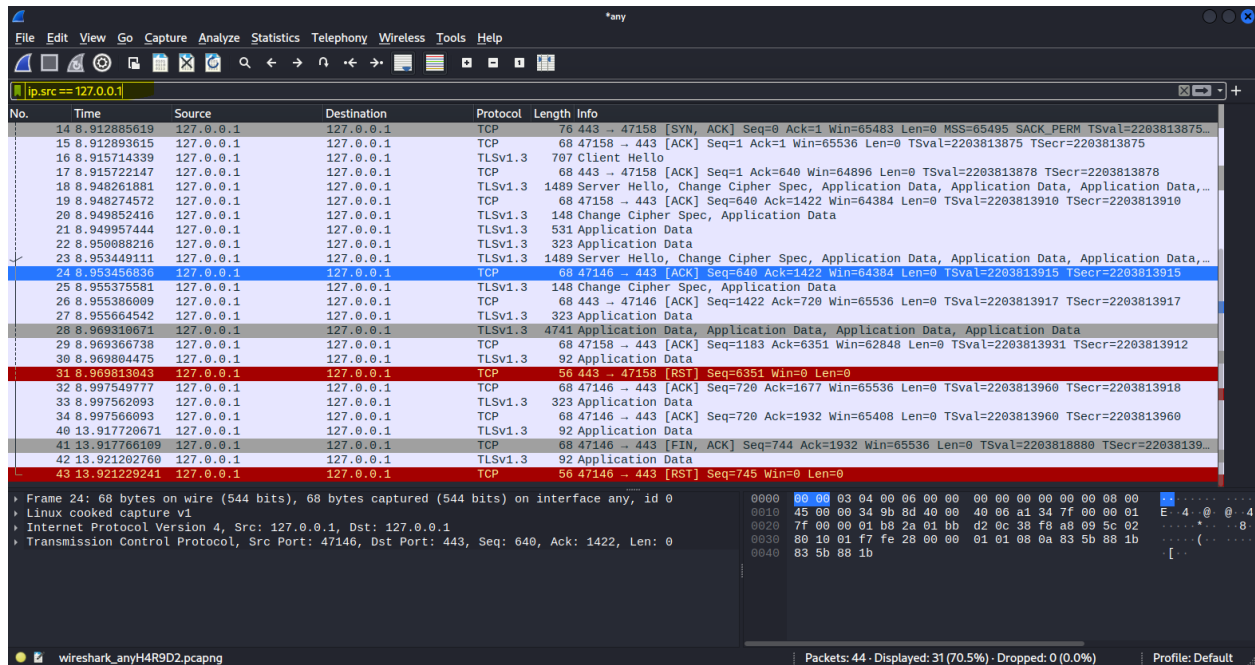 *any
File Edit View Go Capture Analyze Statistics Telephony Wireless Tools Help
ip.src == 127.0.0.1
No. Time Source Destination Protocol Length Info
14 8.912885619 127.0.0.1 127.0.0.1 TCP 76 443 → 47158 [SYN, ACK] Seq=0 Ack=1 Win=65483 Len=0 MSS=65495 SACK_PERM TSval=2203813875…
15 8.912893615 127.0.0.1 127.0.0.1 TCP 68 47158 → 443 [ACK] Seq=1 Ack=1 Win=65536 Len=0 TSval=2203813875 TSecr=2203813875
16 8.915714339 127.0.0.1 127.0.0.1 TLSv1.3 707 Client Hello
17 8.915722147 127.0.0.1 127.0.0.1 TCP 68 443 → 47158 [ACK] Seq=1 Ack=640 Win=64896 Len=0 TSval=2203813878 TSecr=2203813878
18 8.948261881 127.0.0.1 127.0.0.1 TLSv1.3 1489 Server Hello, Change Cipher Spec, Application Data, Application Data, Application Data,…
19 8.948274572 127.0.0.1 127.0.0.1 TCP 68 47158 → 443 [ACK] Seq=640 Ack=1422 Win=64384 Len=0 TSval=2203813910 TSecr=2203813910
20 8.949852416 127.0.0.1 127.0.0.1 TLSv1.3 148 Change Cipher Spec, Application Data
21 8.949957444 127.0.0.1 127.0.0.1 TLSv1.3 531 Application Data
22 8.950088216 127.0.0.1 127.0.0.1 TLSv1.3 323 Application Data
23 8.953449111 127.0.0.1 127.0.0.1 TLSv1.3 1489 Server Hello, Change Cipher Spec, Application Data, Application Data, Application Data,…
24 8.953456836 127.0.0.1 127.0.0.1 TCP 68 47146 → 443 [ACK] Seq=640 Ack=1422 Win=64384 Len=0 TSval=2203813915 TSecr=2203813915
25 8.955375581 127.0.0.1 127.0.0.1 TLSv1.3 148 Change Cipher Spec, Application Data
26 8.955386009 127.0.0.1 127.0.0.1 TCP 68 443 → 47146 [ACK] Seq=1422 Ack=720 Win=65536 Len=0 TSval=2203813917 TSecr=2203813917
27 8.955664542 127.0.0.1 127.0.0.1 TLSv1.3 323 Application Data
28 8.969310671 127.0.0.1 127.0.0.1 TLSv1.3 4741 Application Data, Application Data, Application Data, Application Data
29 8.969366738 127.0.0.1 127.0.0.1 TCP 68 47158 → 443 [ACK] Seq=1183 Ack=6351 Win=62848 Len=0 TSval=2203813931 TSecr=2203813912
30 8.969804475 127.0.0.1 127.0.0.1 TLSv1.3 92 Application Data
31 8.969813043 127.0.0.1 127.0.0.1 TCP 56 443 → 47158 [RST] Seq=6351 Win=0 Len=0
32 8.997549777 127.0.0.1 127.0.0.1 TCP 68 47146 → 443 [ACK] Seq=720 Ack=1677 Win=65536 Len=0 TSval=2203813960 TSecr=2203813918
33 8.997562093 127.0.0.1 127.0.0.1 TLSv1.3 323 Application Data
34 8.997566093 127.0.0.1 127.0.0.1 TCP 68 47146 → 443 [ACK] Seq=720 Ack=1932 Win=65408 Len=0 TSval=2203813960 TSecr=2203813960
40 13.917720671 127.0.0.1 127.0.0.1 TLSv1.3 92 Application Data
41 13.917766109 127.0.0.1 127.0.0.1 TCP 68 47146 → 443 [FIN, ACK] Seq=744 Ack=1932 Win=65536 Len=0 TSval=2203818880 TSecr=22038139…
42 13.921202760 127.0.0.1 127.0.0.1 TLSv1.3 92 Application Data
43 13.921229241 127.0.0.1 127.0.0.1 TCP 56 47146 → 443 [RST] Seq=745 Win=0 Len=0
Frame 24: 68 bytes on wire (544 bits), 68 bytes captured (544 bits) on interface any, id 0
Linux cooked capture v1
Internet Protocol Version 4, Src: 127.0.0.1, Dst: 127.0.0.1
Transmission Control Protocol, Src Port: 47146, Dst Port: 443, Seq: 640, Ack: 1422, Len: 0
0000 00 00 03 04 00 06 00 00 00 00 00 00 00 00 08 00 ········ ········
0010 45 00 00 34 9b 8d 40 00 40 06 a1 34 7f 00 00 01 E··4··@· @··4····
0020 7f 00 00 01 b8 2a 01 bb d2 0c 38 f8 a8 09 5c 02 ·····*·· ··8···\·
0030 80 10 01 f7 fe 28 00 00 01 01 08 0a 83 5b 88 1b ·····(·· ·····[··
0040 83 5b 88 1b ·[··
wireshark_anyH4R9D2.pcapng
Packets: 44 · Displayed: 31 (70.5%) · Dropped: 0 (0.0%)
Profile: Default